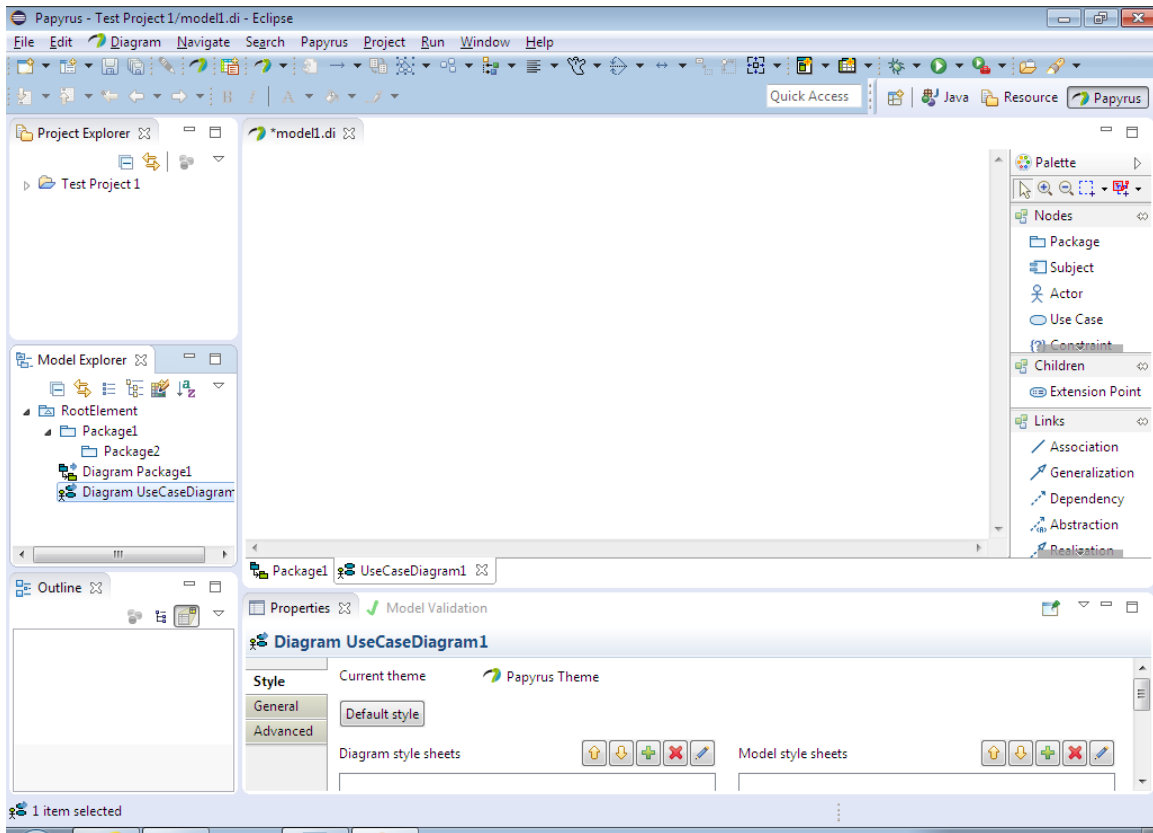 Papyrus - Test Project 1/model1.di - Eclipse
File Edit Diagram Navigate Search Papyrus Project Run Window Help
B I A
Quick Access Java Resource Papyrus
Project Explorer
Test Project 1
*model1.di
Palette
Nodes
Package
Subject
Actor
Use Case
{?} Constraint
Children
Extension Point
Links
Association
Generalization
Dependency
Abstraction
Realization
Model Explorer
RootElement
Package1
Package2
Diagram Package1
Diagram UseCaseDiagram
Package1 UseCaseDiagram1
Outline
Properties Model Validation
Diagram UseCaseDiagram1
Style
General
Advanced
Current theme Papyrus Theme
Default style
Diagram style sheets Model style sheets
1 item selected